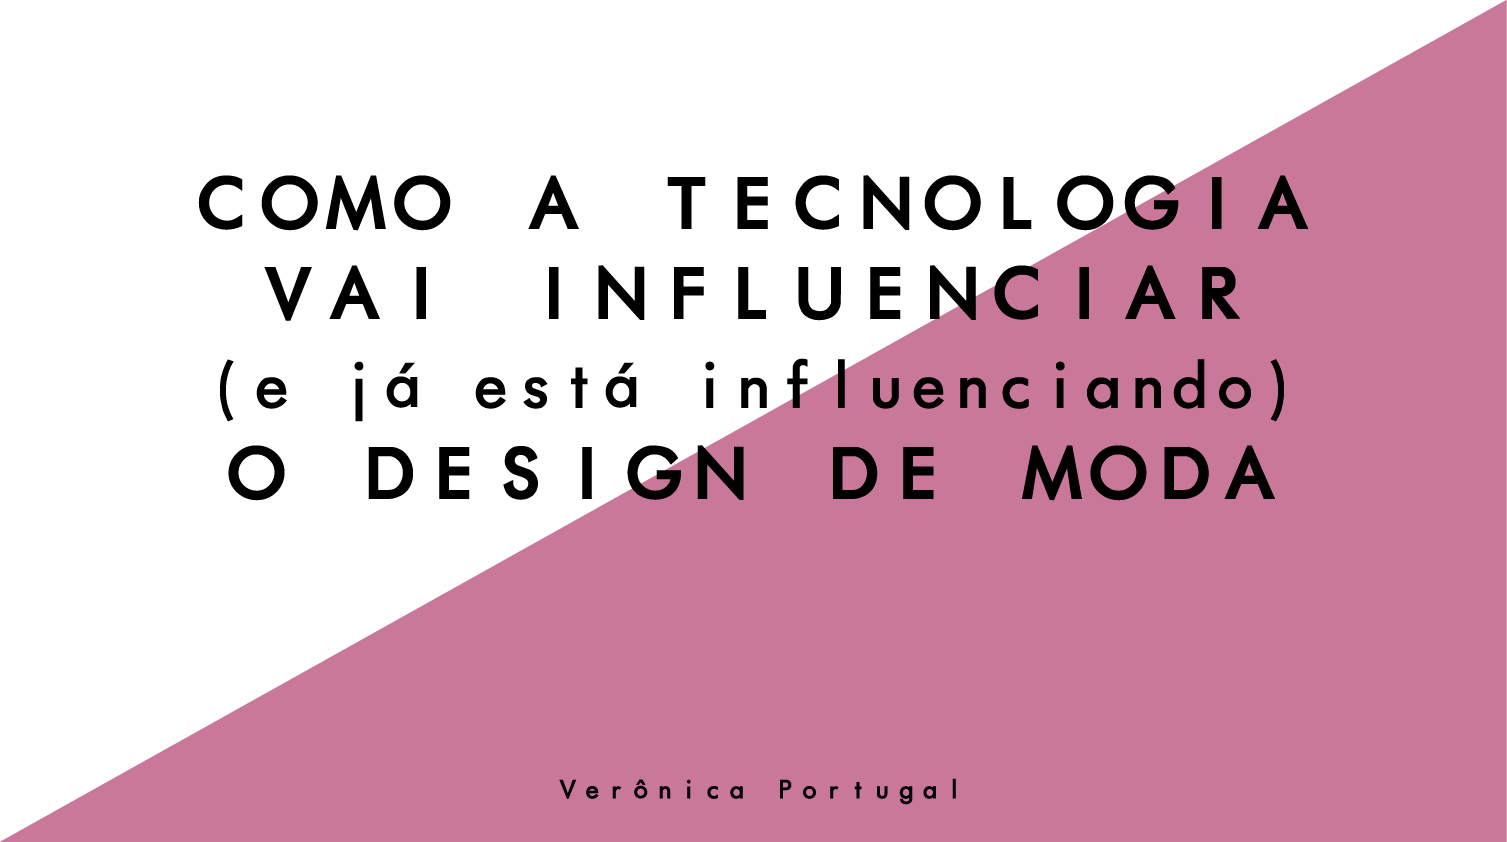 COMO A TECNOLOGIA
VAI INFLUENCIAR
(e já está influenciando)
O DESIGN DE MODA
Verônica Portugal